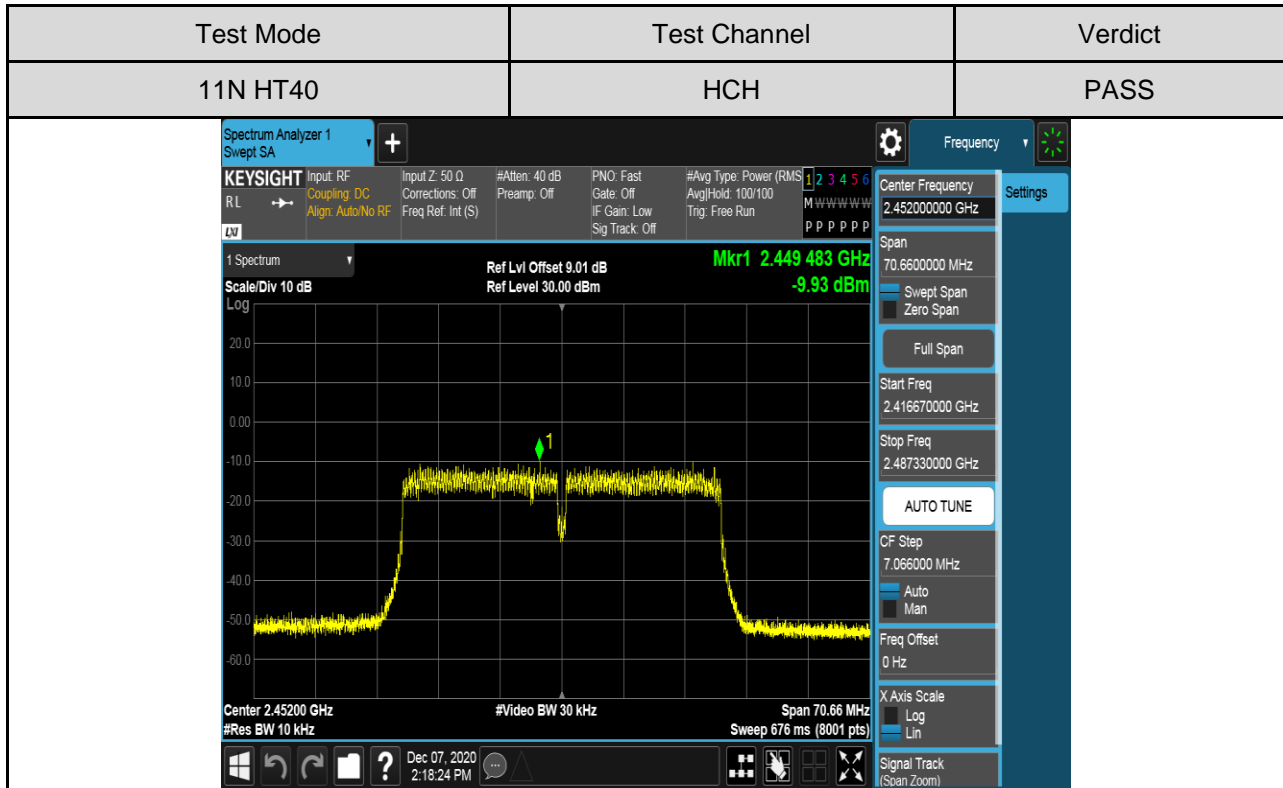 Test Mode Test Channel Verdict
11N HT40 HCH PASS
Spectrum Analyzer 1
Swept SA
+
Frequency
KEYSIGHT
RL
LXI
Input: RF
Coupling: DC
Align: Auto/No RF
Input Z: 50 Ω
Corrections: Off
Freq Ref: Int (S)
#Atten: 40 dB
Preamp: Off
PNO: Fast
Gate: Off
IF Gain: Low
Sig Track: Off
#Avg Type: Power (RMS
Avg|Hold: 100/100
Trig: Free Run
1 2 3 4 5 6
M W W W W W
P P P P P P
1 Spectrum
Scale/Div 10 dB
Log
Ref Lvl Offset 9.01 dB
Ref Level 30.00 dBm
Mkr1 2.449 483 GHz
-9.93 dBm
20.0
10.0
0.00
-10.0
-20.0
-30.0
-40.0
-50.0
-60.0
1
Center 2.45200 GHz
#Res BW 10 kHz
#Video BW 30 kHz
Span 70.66 MHz
Sweep 676 ms (8001 pts)
Center Frequency
2.452000000 GHz
Settings
Span
70.6600000 MHz
Swept Span
Zero Span
Full Span
Start Freq
2.416670000 GHz
Stop Freq
2.487330000 GHz
AUTO TUNE
CF Step
7.066000 MHz
Auto
Man
Freq Offset
0 Hz
X Axis Scale
Log
Lin
Signal Track
(Span Zoom)
?
Dec 07, 2020
2:18:24 PM